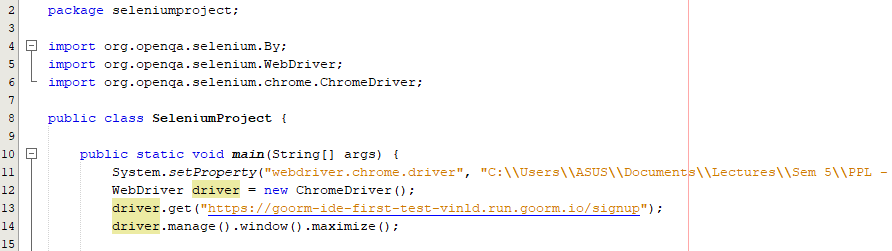 2 package seleniumproject;
3
4 import org.openqa.selenium.By;
5 import org.openqa.selenium.WebDriver;
6 import org.openqa.selenium.chrome.ChromeDriver;
7
8 public class SeleniumProject {
9
10 public static void main(String[] args) {
11 System.setProperty("webdriver.chrome.driver", "C:\\Users\\ASUS\\Documents\\Lectures\\Sem 5\\PPL -
12 WebDriver driver = new ChromeDriver();
13 driver.get("https://goorm-ide-first-test-vinld.run.goorm.io/signup");
14 driver.manage().window().maximize();
15